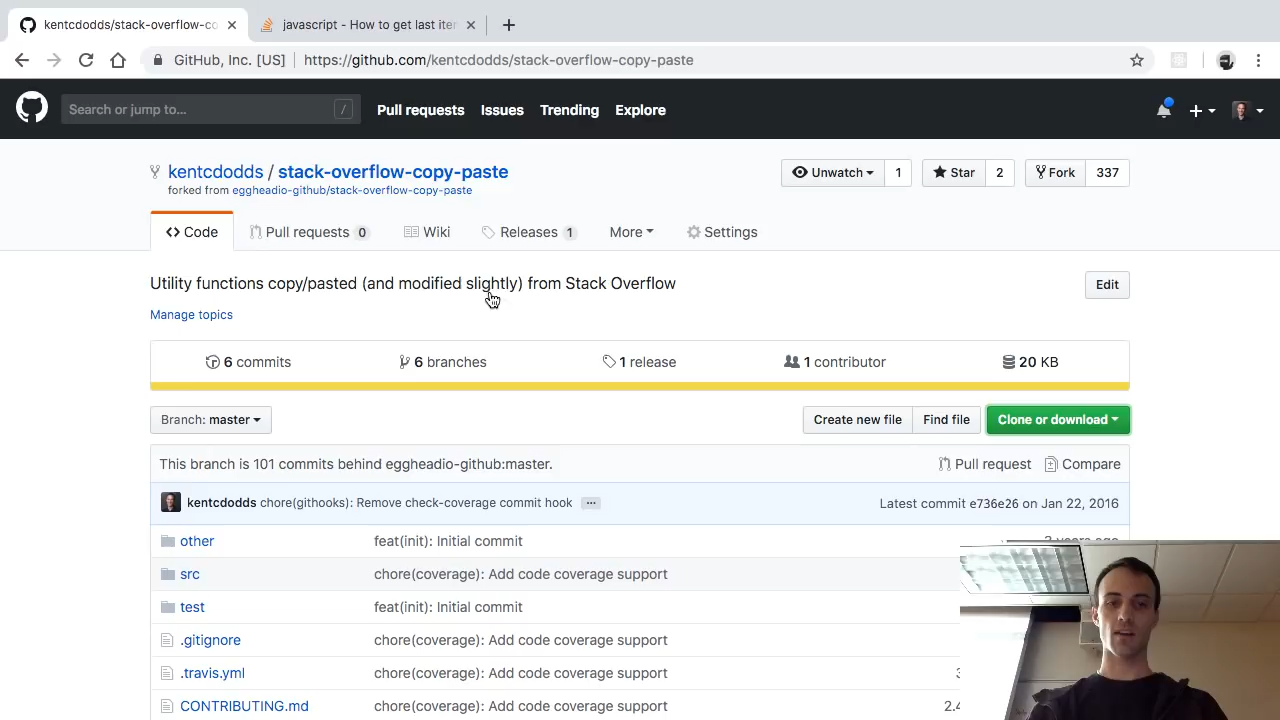 kentcdodds/stack-overflow-co
javascript - How to get last iter
GitHub, Inc. [US]
https://github.com/kentcdodds/stack-overflow-copy-paste
Search or jump to...
/
Pull requests
Issues
Trending
Explore
kentcdodds / stack-overflow-copy-paste
forked from eggheadio-github/stack-overflow-copy-paste
Unwatch 1
Star 2
Fork 337
Code
Pull requests 0
Wiki
Releases 1
More
Settings
Utility functions copy/pasted (and modified slightly) from Stack Overflow
Edit
Manage topics
6 commits
6 branches
1 release
1 contributor
20 KB
Branch: master
Create new file
Find file
Clone or download
This branch is 101 commits behind eggheadio-github:master.
Pull request
Compare
kentcdodds chore(githooks): Remove check-coverage commit hook ...
Latest commit e736e26 on Jan 22, 2016
other feat(init): Initial commit
src chore(coverage): Add code coverage support
test feat(init): Initial commit
.gitignore chore(coverage): Add code coverage support
.travis.yml chore(coverage): Add code coverage support
CONTRIBUTING.md chore(coverage): Add code coverage support